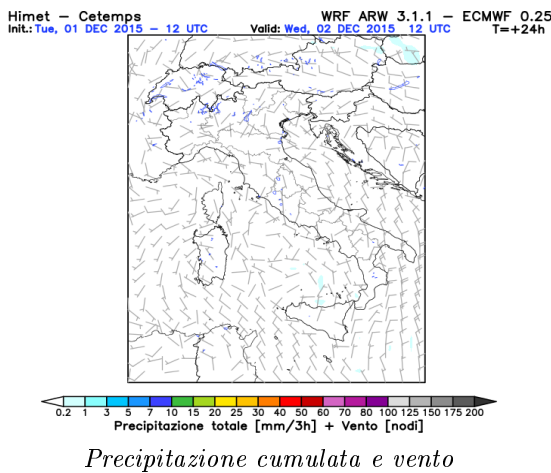 Himet – Cetemps WRF ARW 3.1.1 – ECMWF 0.25
Init.: Tue, 01 DEC 2015 – 12 UTC Valid: Wed, 02 DEC 2015 12 UTC T=+24h
0.2 1 3 5 7 10 15 20 25 30 40 50 60 70 80 100 125 150 175 200
Precipitazione totale [mm/3h] + Vento [nodi]
Precipitazione cumulata e vento